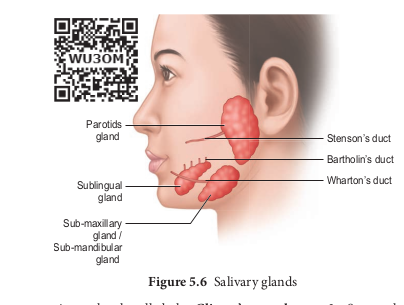 WU3OM
Parotids
gland
Stenson's duct
Bartholin's duct
Wharton's duct
Sublingual
gland
Sub-maxillary
gland /
Sub-mandibular
gland
Figure 5.6 Salivary glands